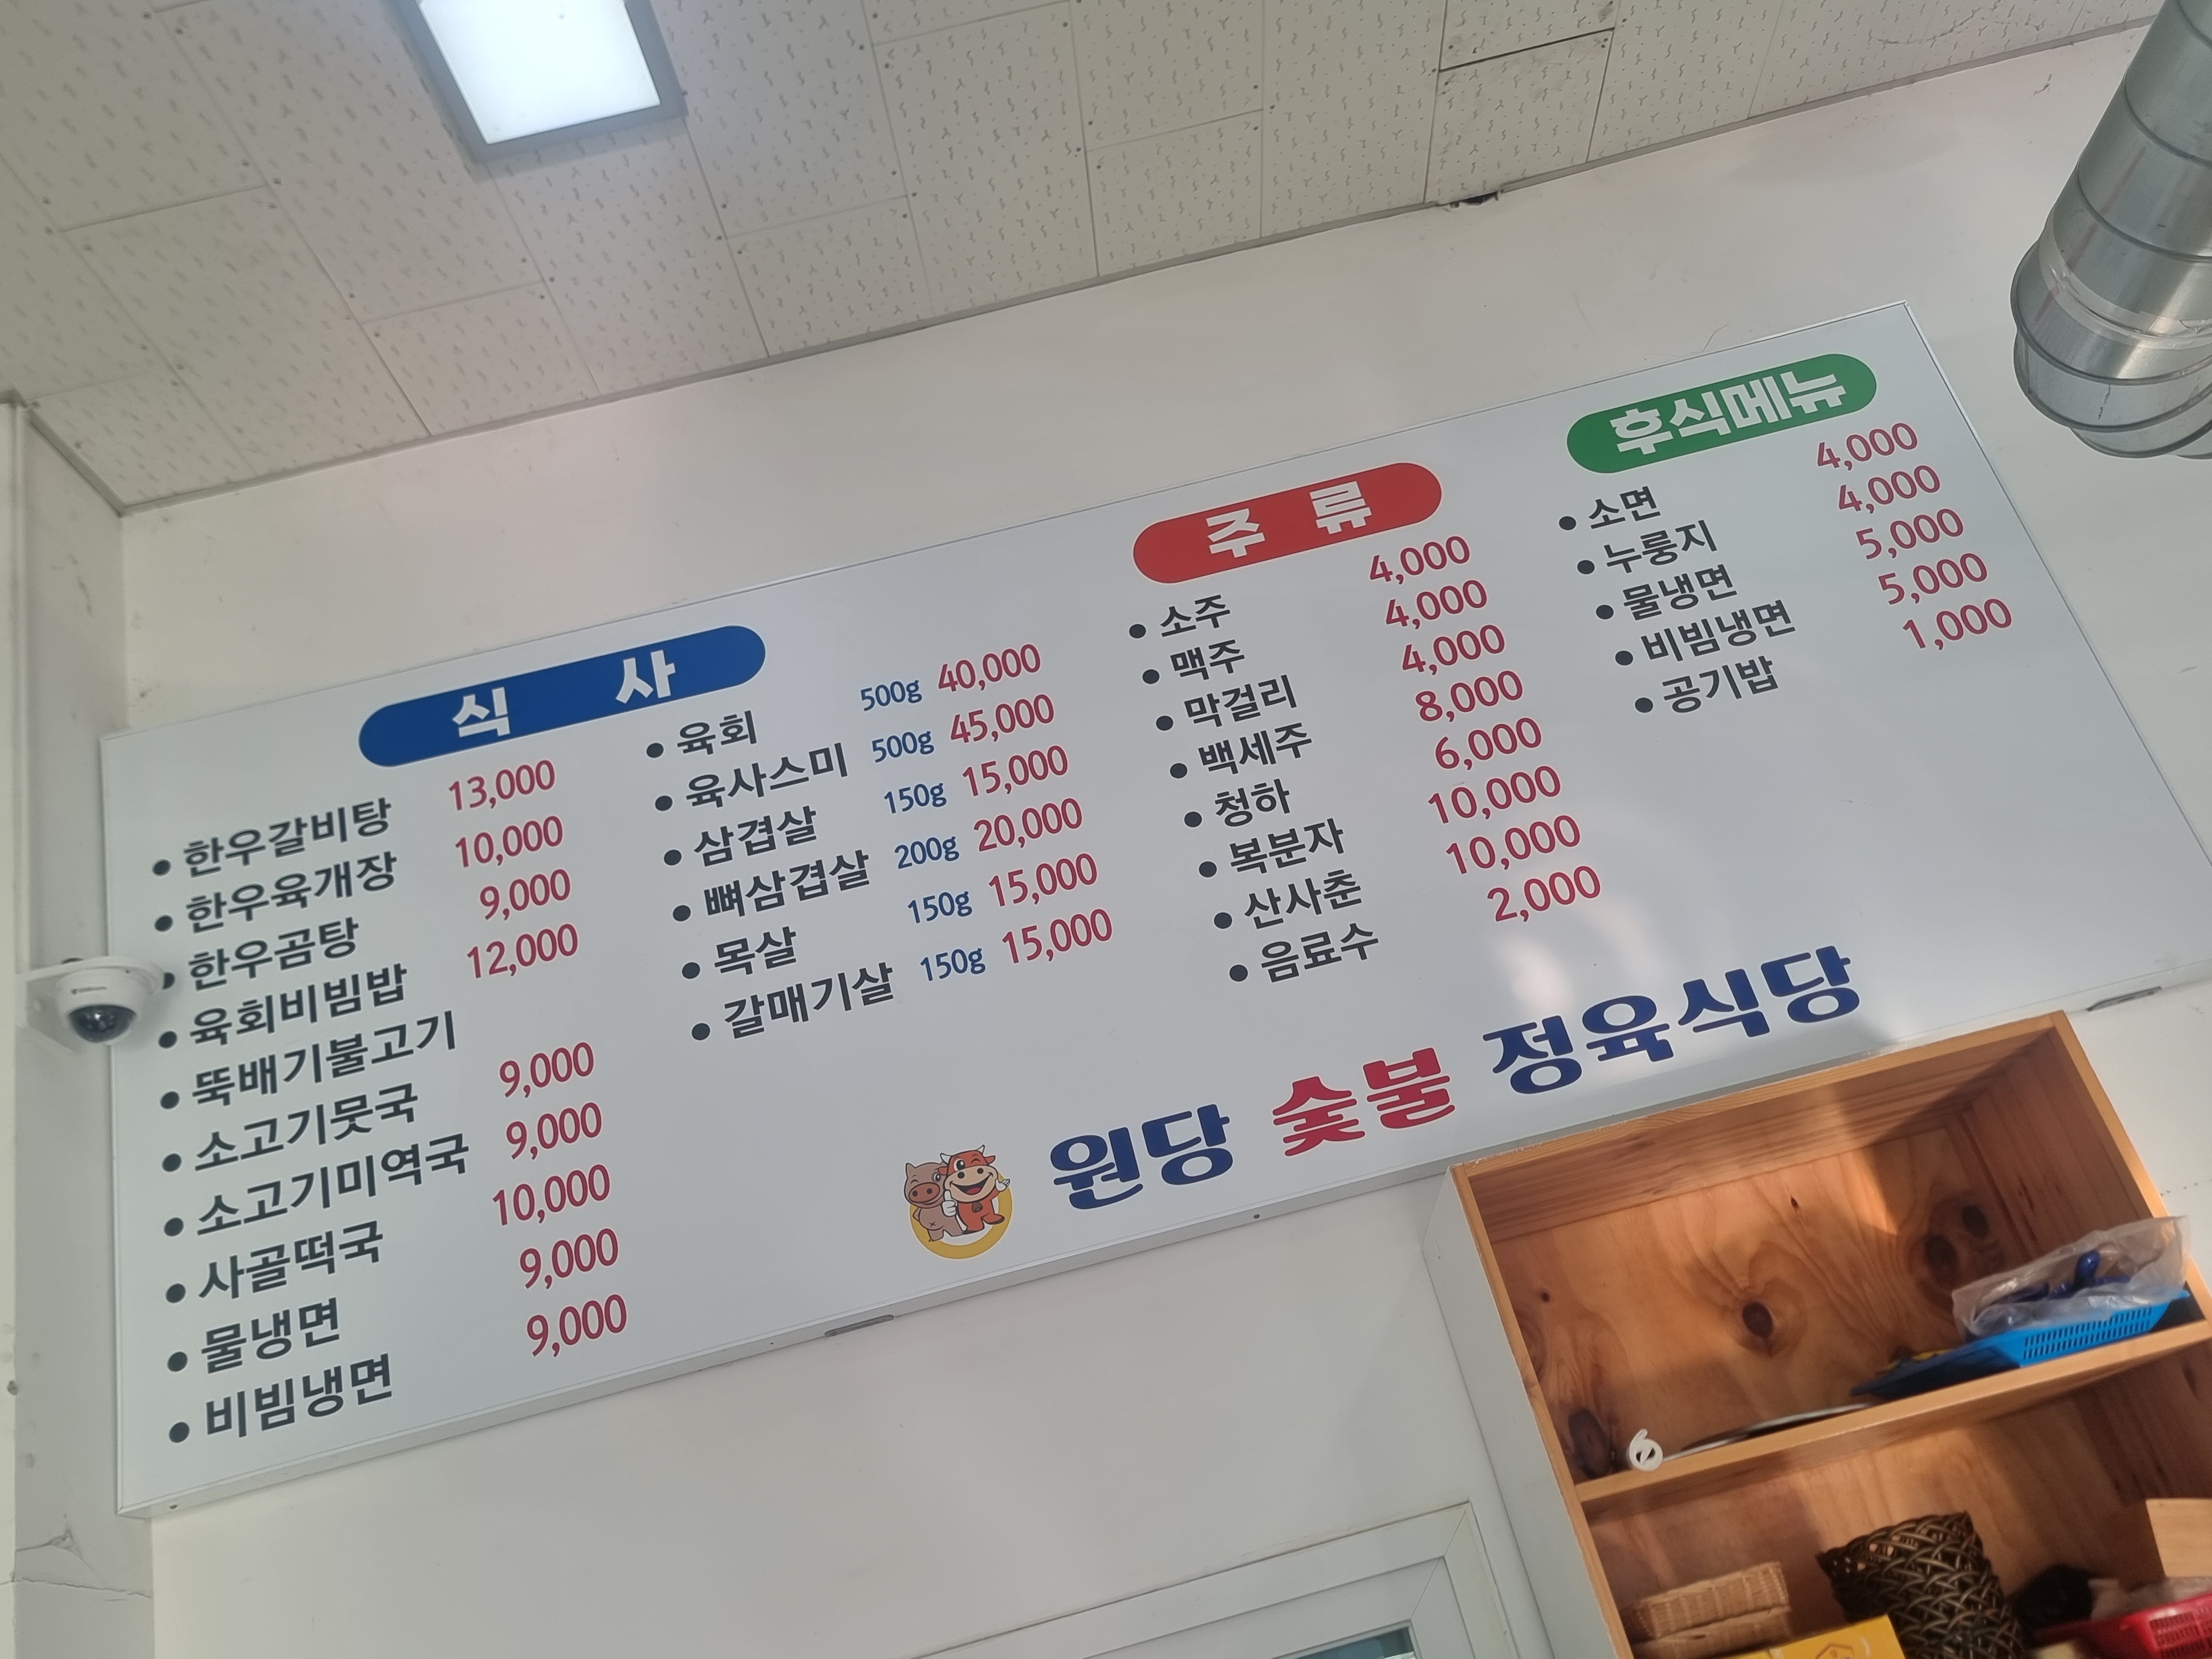 식 사
한우갈비탕 13,000
한우육개장 10,000
한우곰탕 9,000
육회비빔밥 12,000
뚝배기불고기
소고기뭇국 9,000
소고기미역국 9,000
사골떡국 10,000
물냉면 9,000
비빔냉면 9,000
육회 500g 40,000
육사스미 500g 45,000
삼겹살 150g 15,000
뼈삼겹살 200g 20,000
목살 150g 15,000
갈매기살 150g 15,000
주 류
소주 4,000
맥주 4,000
막걸리 4,000
백세주 8,000
청하 6,000
복분자 10,000
산사춘 10,000
음료수 2,000
후식메뉴
소면 4,000
누룽지 4,000
물냉면 5,000
비빔냉면 5,000
공기밥 1,000
원당 숯불 정육식당